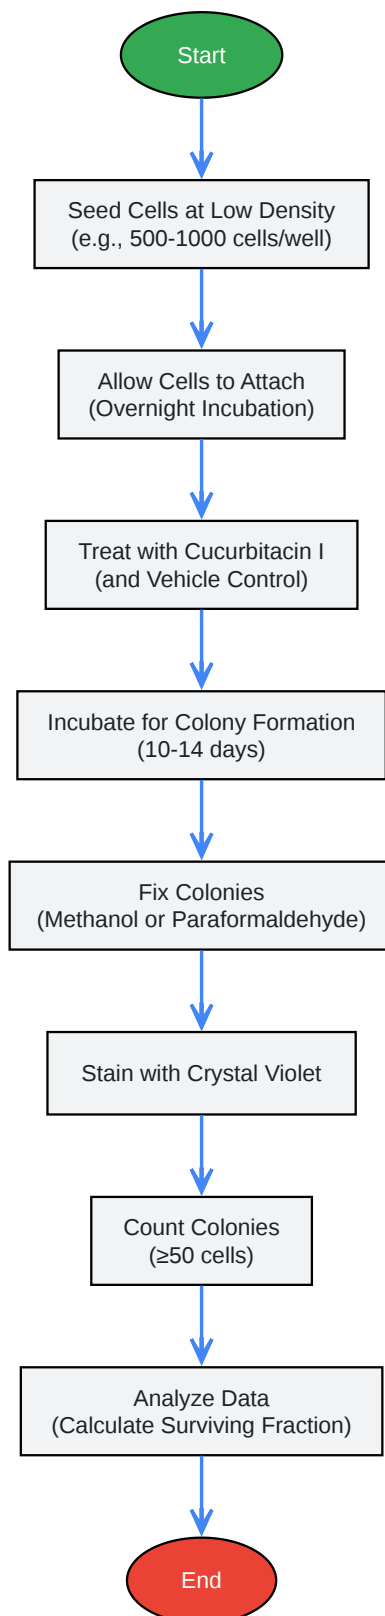 Start
Seed Cells at Low Density
(e.g., 500-1000 cells/well)
Allow Cells to Attach
(Overnight Incubation)
Treat with Cucurbitacin I
(and Vehicle Control)
Incubate for Colony Formation
(10-14 days)
Fix Colonies
(Methanol or Paraformaldehyde)
Stain with Crystal Violet
Count Colonies
(≥50 cells)
Analyze Data
(Calculate Surviving Fraction)
End